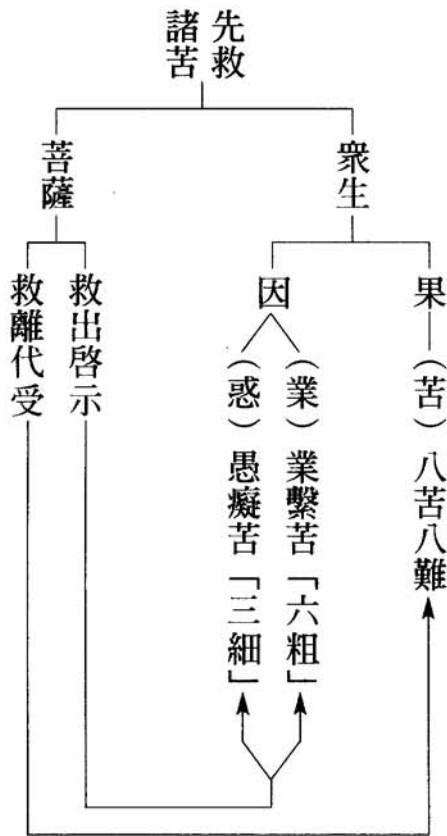 先救
諸苦
衆生
果
(苦)八苦八難
因
(業)業繫苦「六粗」
(惑)愚癡苦「三細」
菩薩
救出啓示
救離代受